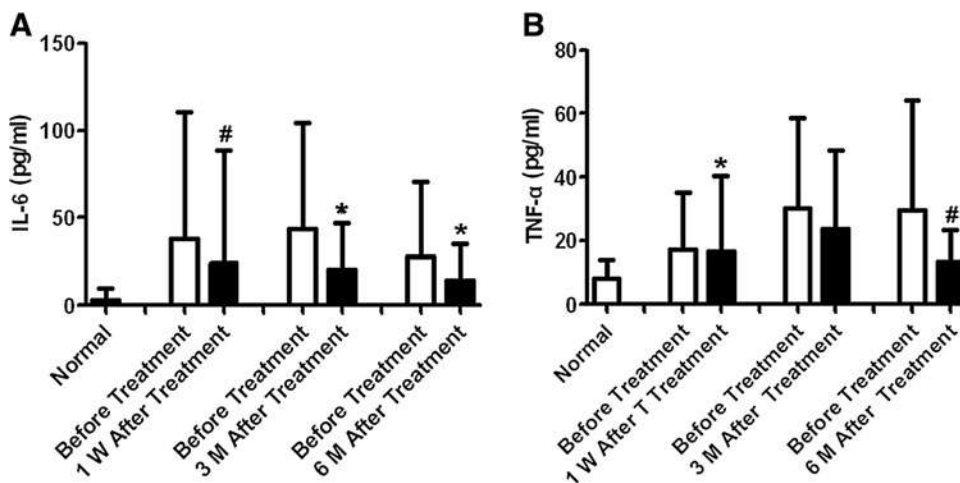 A
IL-6 (pg/ml)
150
100
50
0
#
*
*
Normal
Before Treatment
1 W After Treatment
Before Treatment
3 M After Treatment
Before Treatment
6 M After Treatment
B
TNF-α (pg/ml)
80
60
40
20
0
*
#
Normal
Before Treatment
1 W After T Treatment
Before Treatment
3 M After Treatment
Before Treatment
6 M After Treatment